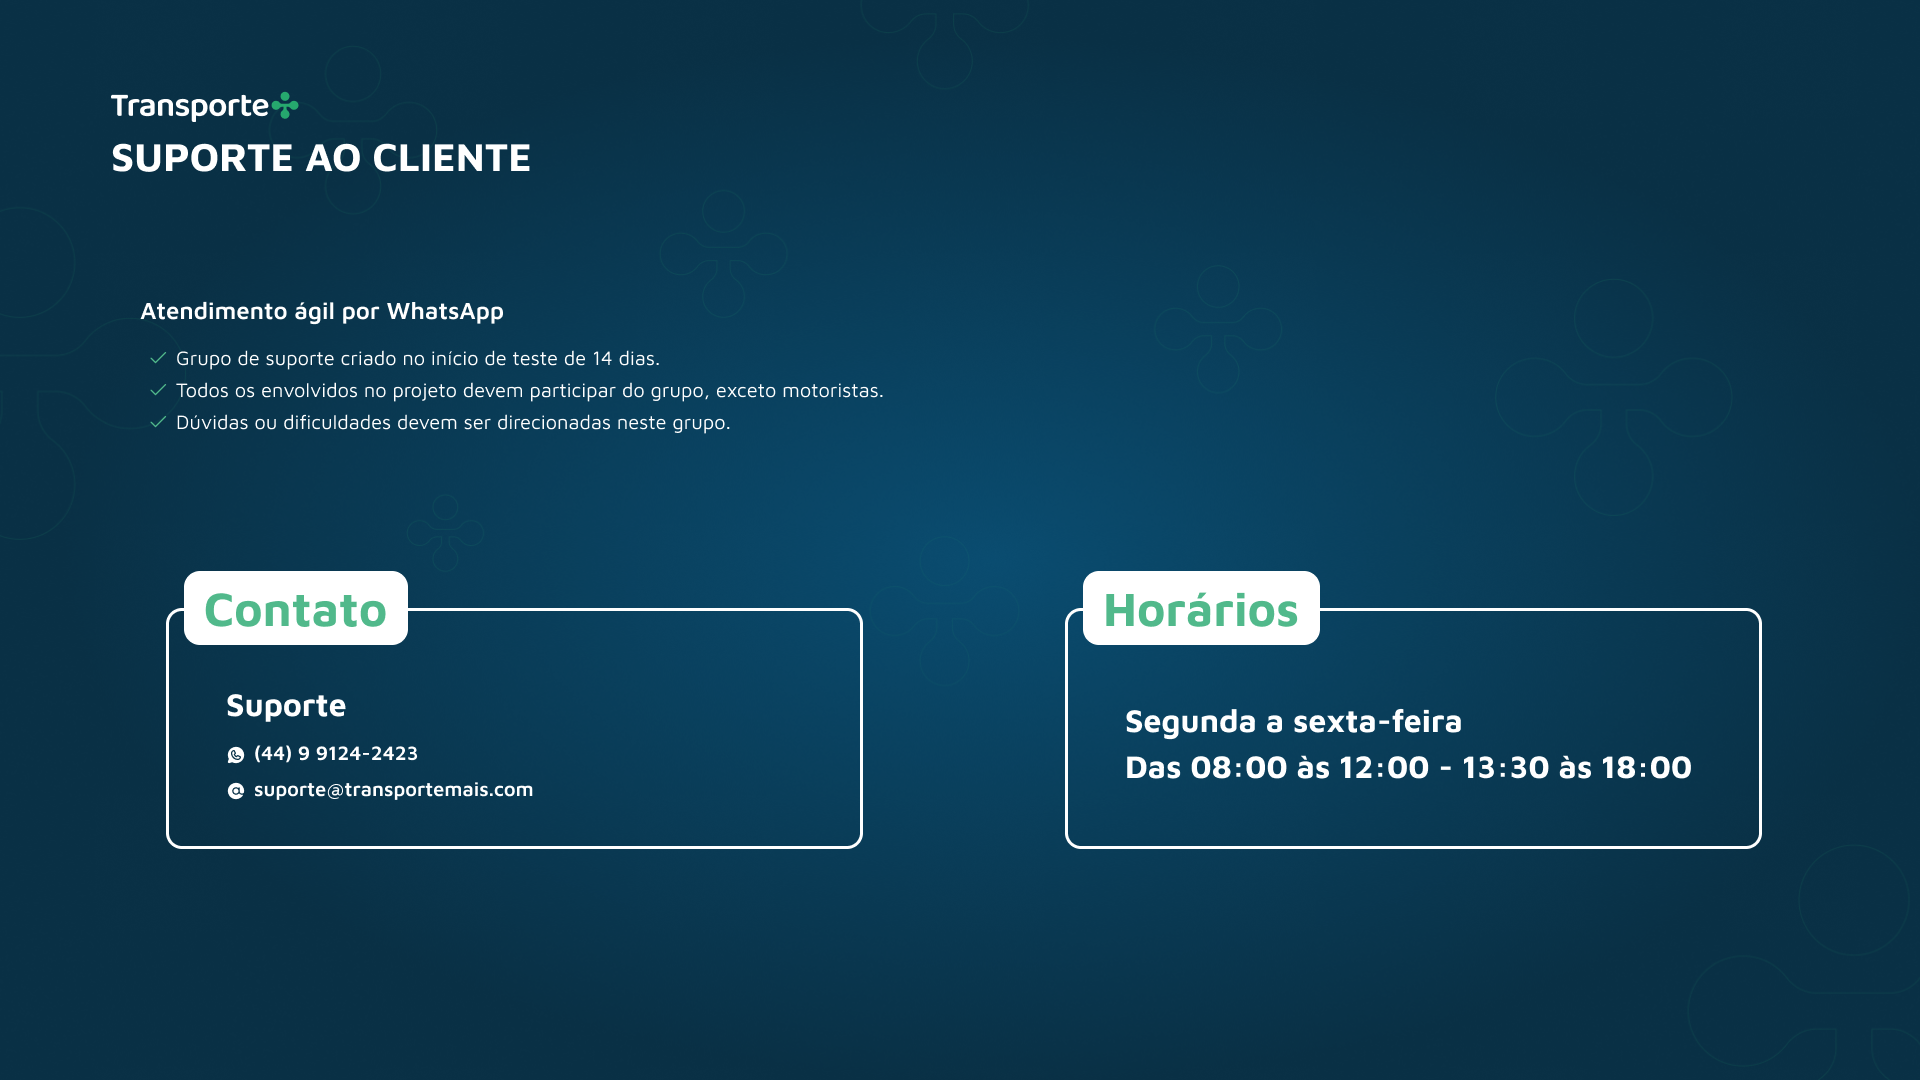 Transporte
SUPORTE AO CLIENTE
Atendimento ágil por WhatsApp
Grupo de suporte criado no início de teste de 14 dias.
Todos os envolvidos no projeto devem participar do grupo, exceto motoristas.
Dúvidas ou dificuldades devem ser direcionadas neste grupo.
Contato
Suporte
(44) 9 9124-2423
suporte@transportemais.com
Horários
Segunda a sexta-feira
Das 08:00 às 12:00 - 13:30 às 18:00